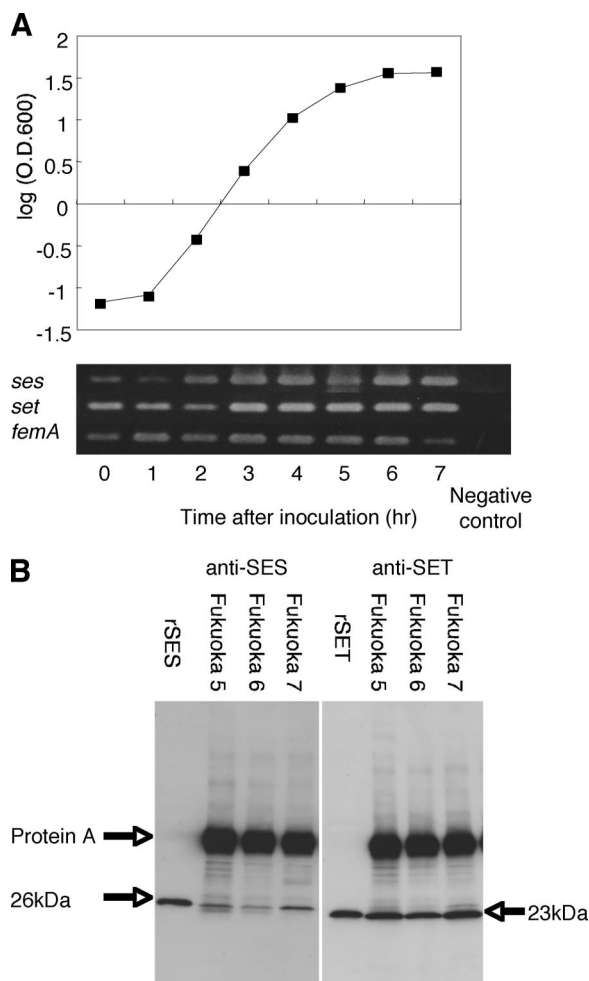 A
2
1.5
1
0.5
0
-0.5
-1
-1.5
log (O.D.600)
ses
set
femA
0 1 2 3 4 5 6 7
Negative control
Time after inoculation (hr)
B
anti-SES
anti-SET
rSES
Fukuoka 5
Fukuoka 6
Fukuoka 7
rSET
Fukuoka 5
Fukuoka 6
Fukuoka 7
Protein A
26kDa
23kDa